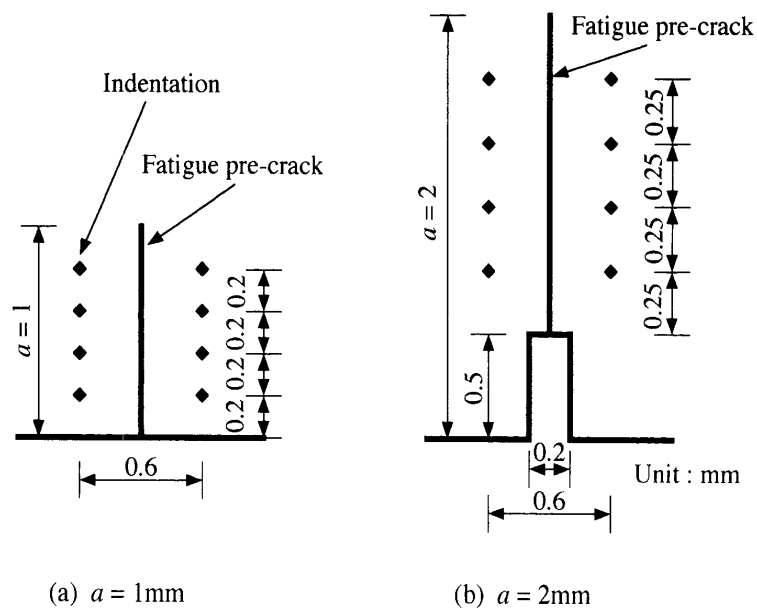 Indentation
Fatigue pre-crack
a = 1
0.2
0.2
0.2
0.2
0.6
(a) a = 1mm
Fatigue pre-crack
a = 2
0.25
0.25
0.25
0.25
0.5
0.2
0.6
Unit : mm
(b) a = 2mm